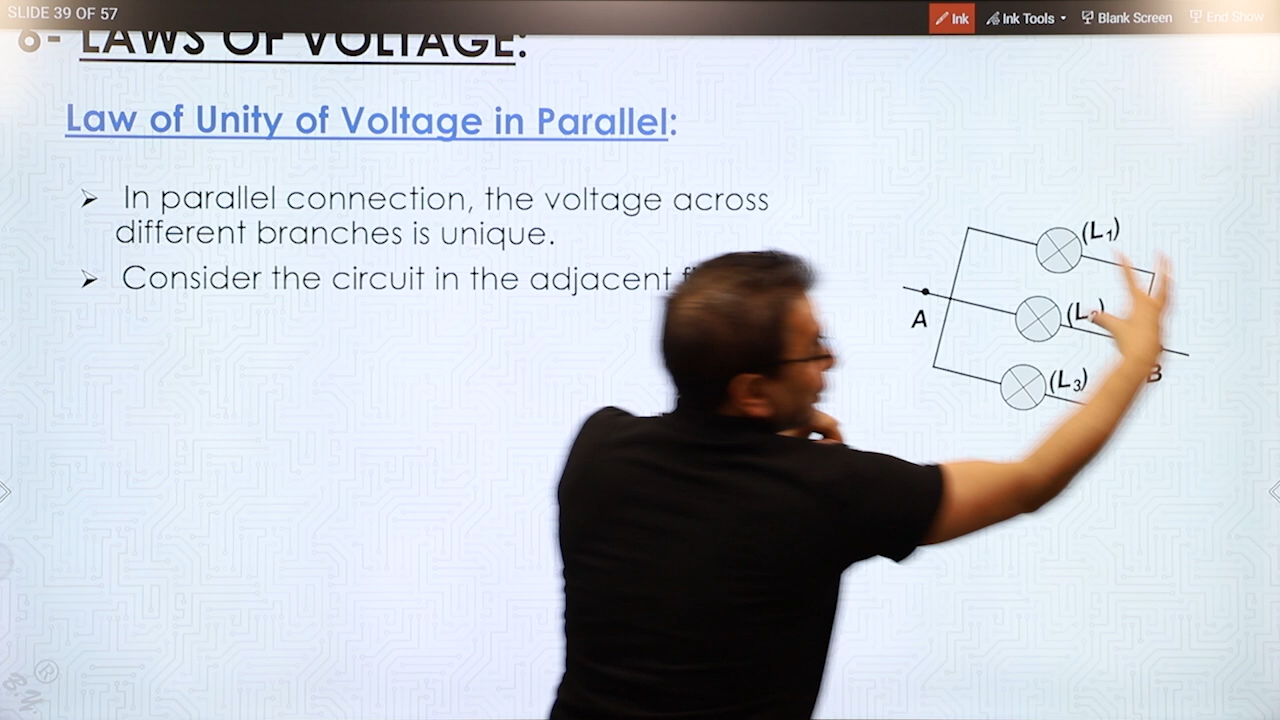 SLIDE 39 OF 57
Ink
Ink Tools
Blank Screen
End Show
6- LAWS OF VOLTAGE:
Law of Unity of Voltage in Parallel:
➢ In parallel connection, the voltage across
different branches is unique.
➢ Consider the circuit in the adjacent
(L₁)
(L₂)
A
B
(L₃)
®